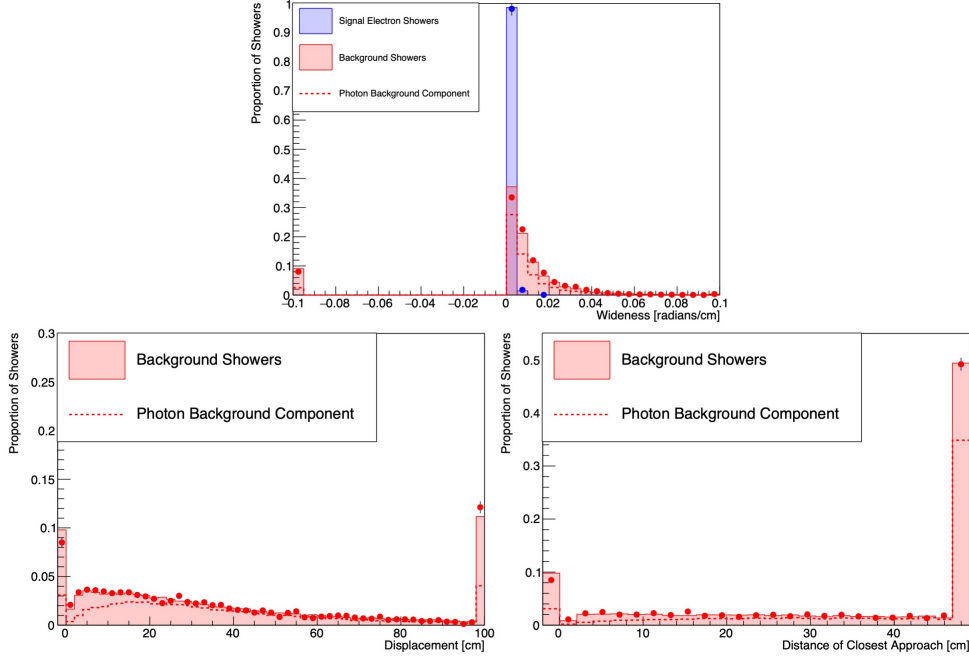 Proportion of Showers
1
0.9
0.8
0.7
0.6
0.5
0.4
0.3
0.2
0.1
0
Signal Electron Showers
Background Showers
Photon Background Component
−0.1 −0.08 −0.06 −0.04 −0.02 0 0.02 0.04 0.06 0.08 0.1
Wideness [radians/cm]
Proportion of Showers
0.3
0.25
0.2
0.15
0.1
0.05
0
Background Showers
Photon Background Component
0 20 40 60 80 100
Displacement [cm]
Proportion of Showers
0.5
0.4
0.3
0.2
0.1
0
Background Showers
Photon Background Component
0 10 20 30 40
Distance of Closest Approach [cm]